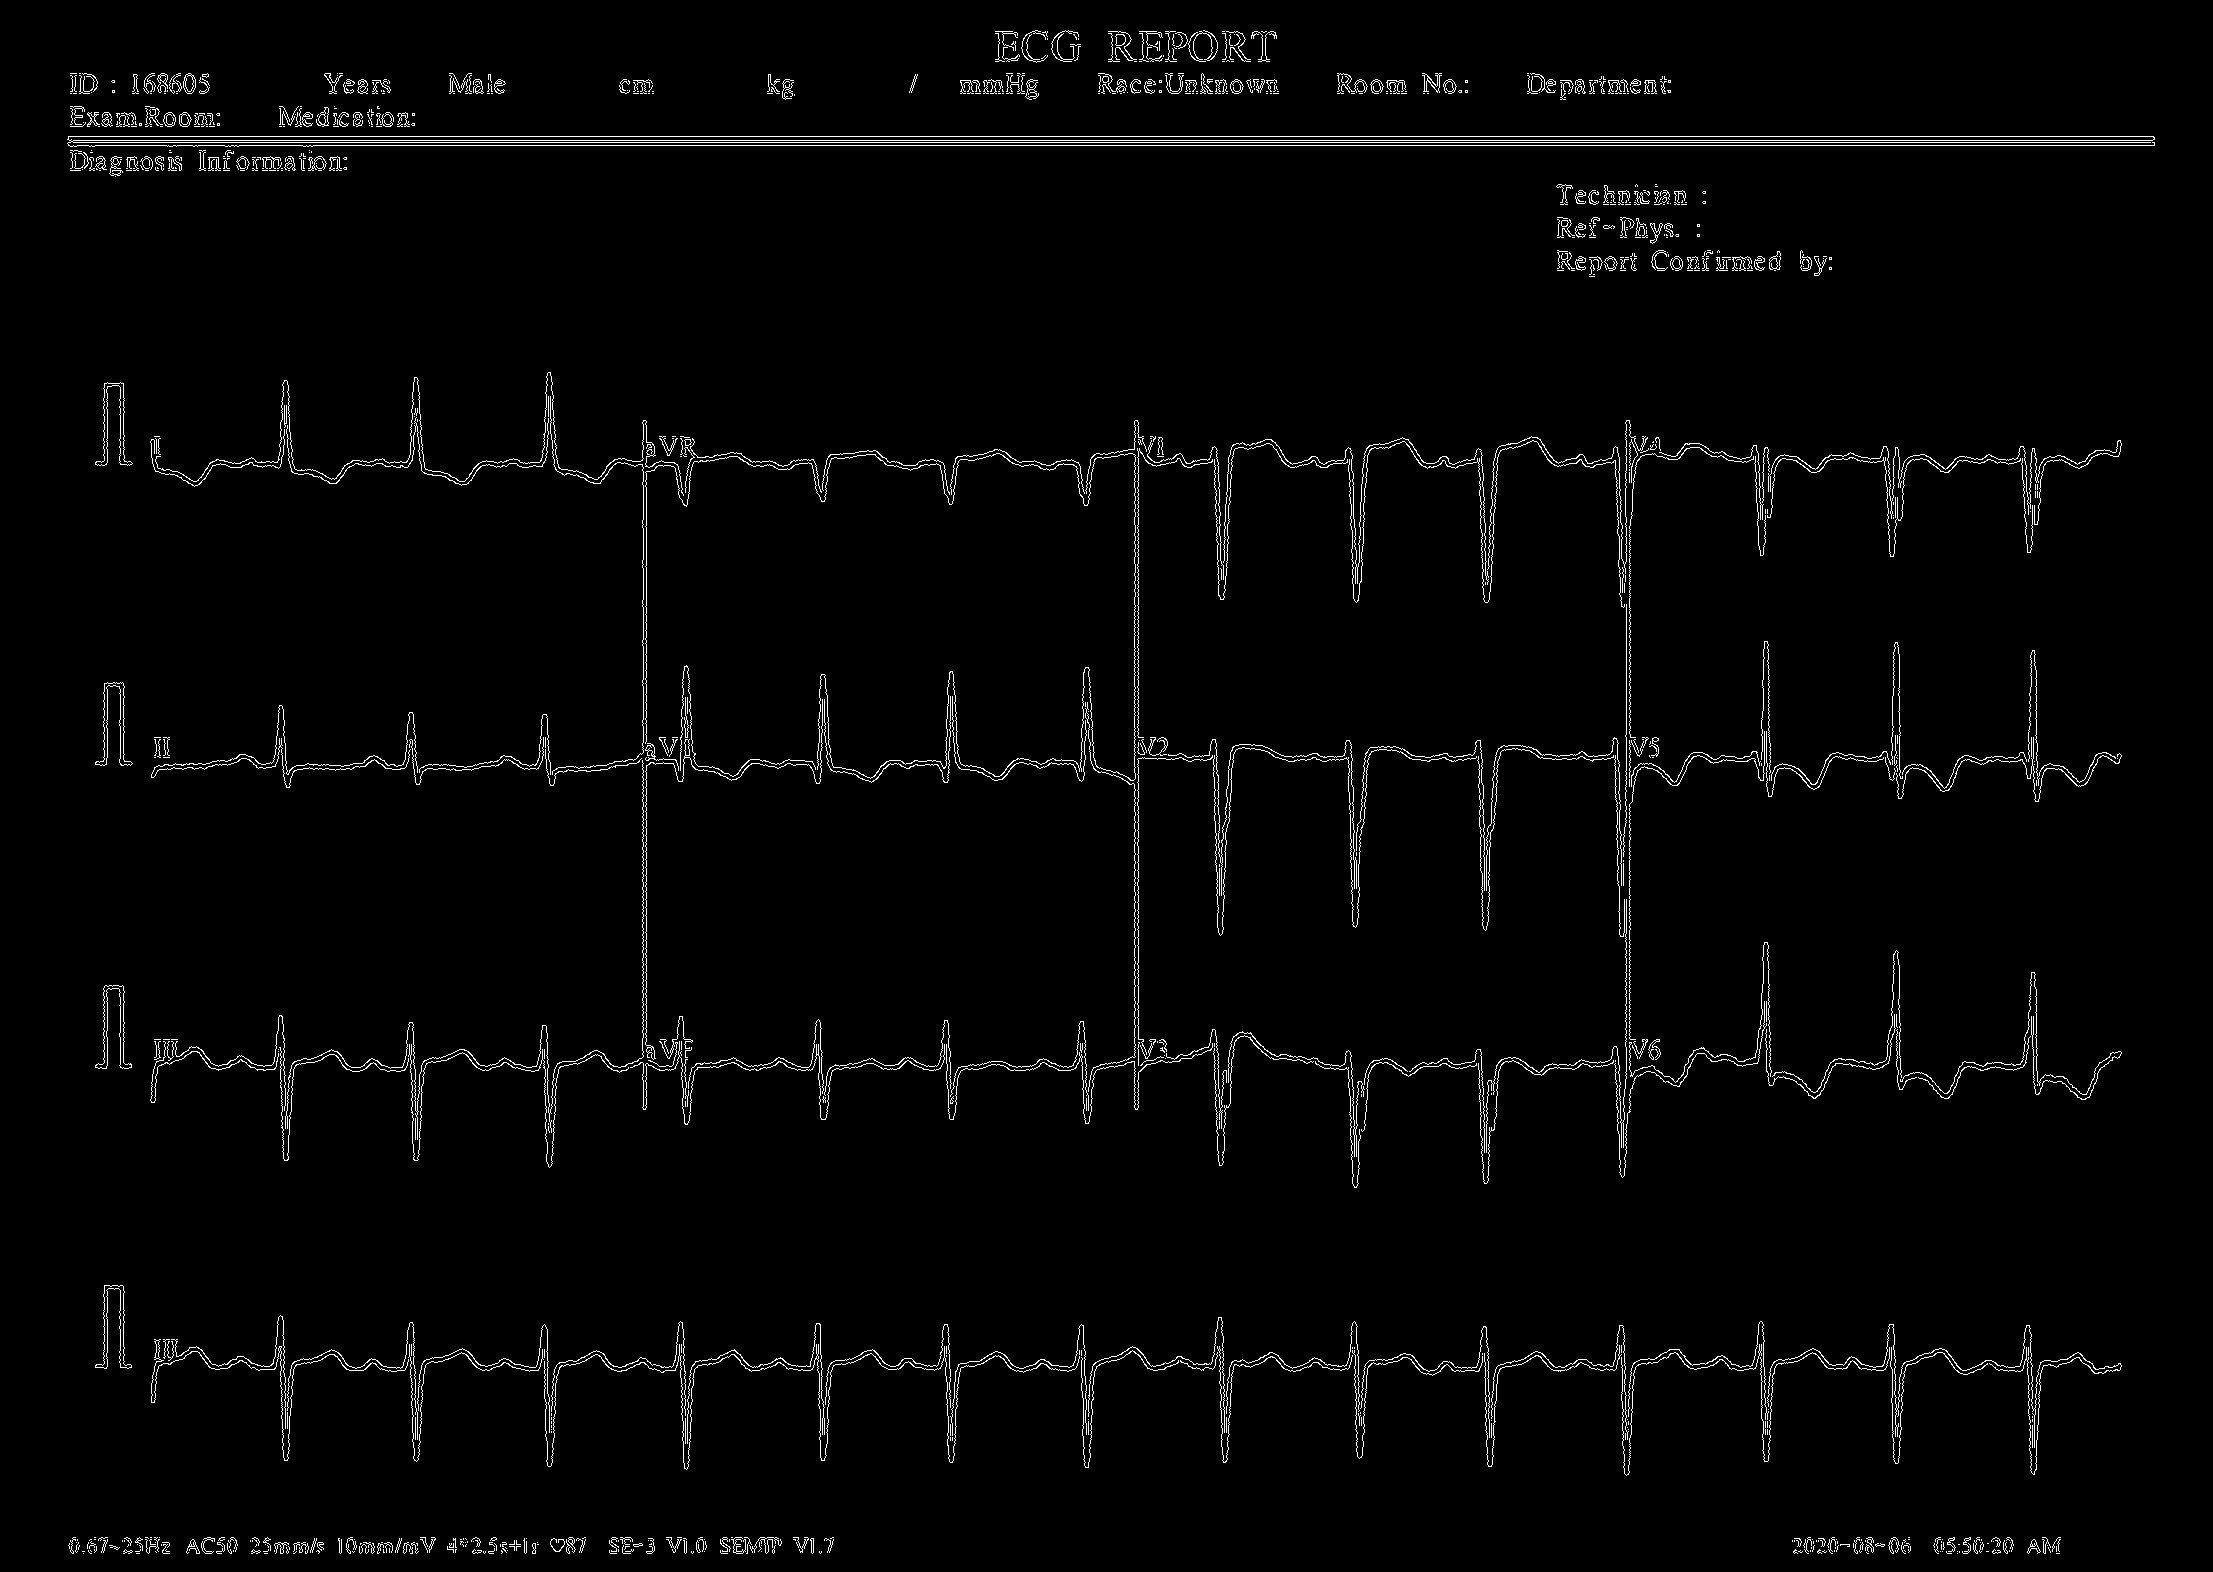 ECG REPORT
ID : 168605 Years Male cm kg / mmHg Race:Unknown Room No.: Department:
Exam.Room: Medication:
Diagnosis Information:
Technician :
Ref-Phys. :
Report Confirmed by:
I aVR V1 V4
II aVL V2 V5
III aVF V3 V6
III
0.67~25Hz AC50 25mm/s 10mm/mV 4*2.5s+1r ♡87 SE-3 V1.0 SEMIP V1.7
2020-08-06 05:50:20 AM